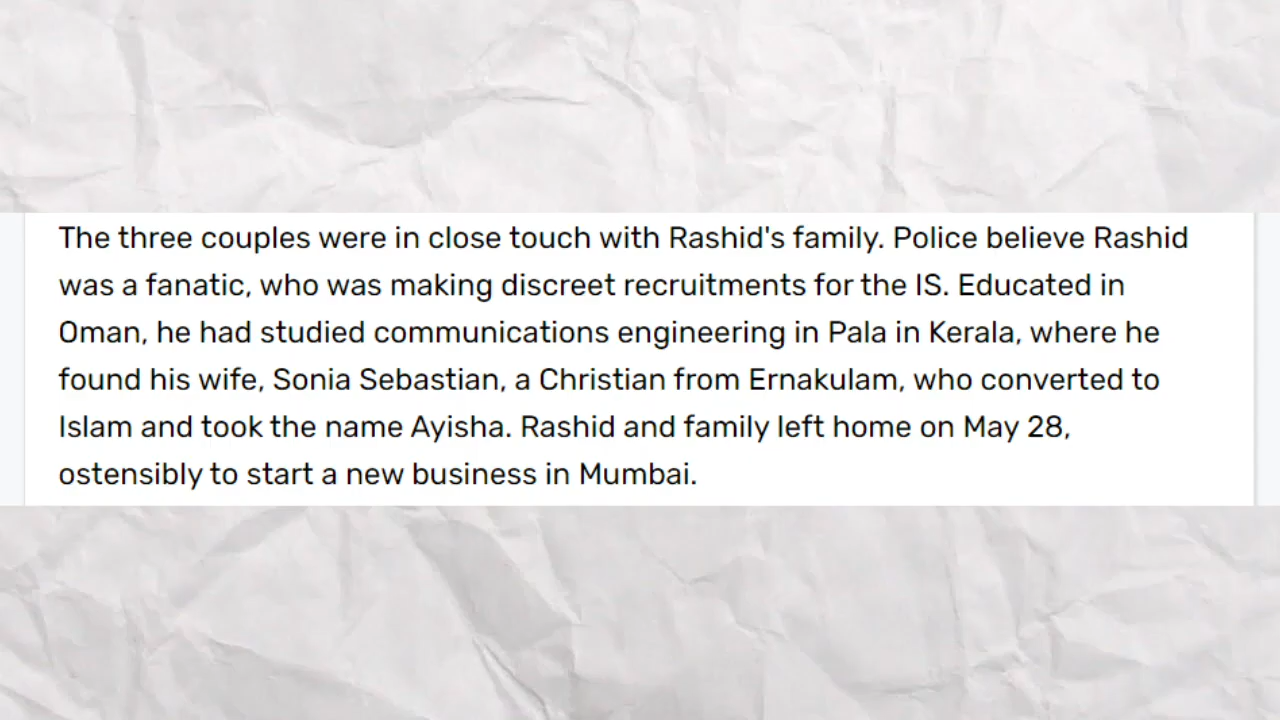 The three couples were in close touch with Rashid's family. Police believe Rashid
was a fanatic, who was making discreet recruitments for the IS. Educated in
Oman, he had studied communications engineering in Pala in Kerala, where he
found his wife, Sonia Sebastian, a Christian from Ernakulam, who converted to
Islam and took the name Ayisha. Rashid and family left home on May 28,
ostensibly to start a new business in Mumbai.